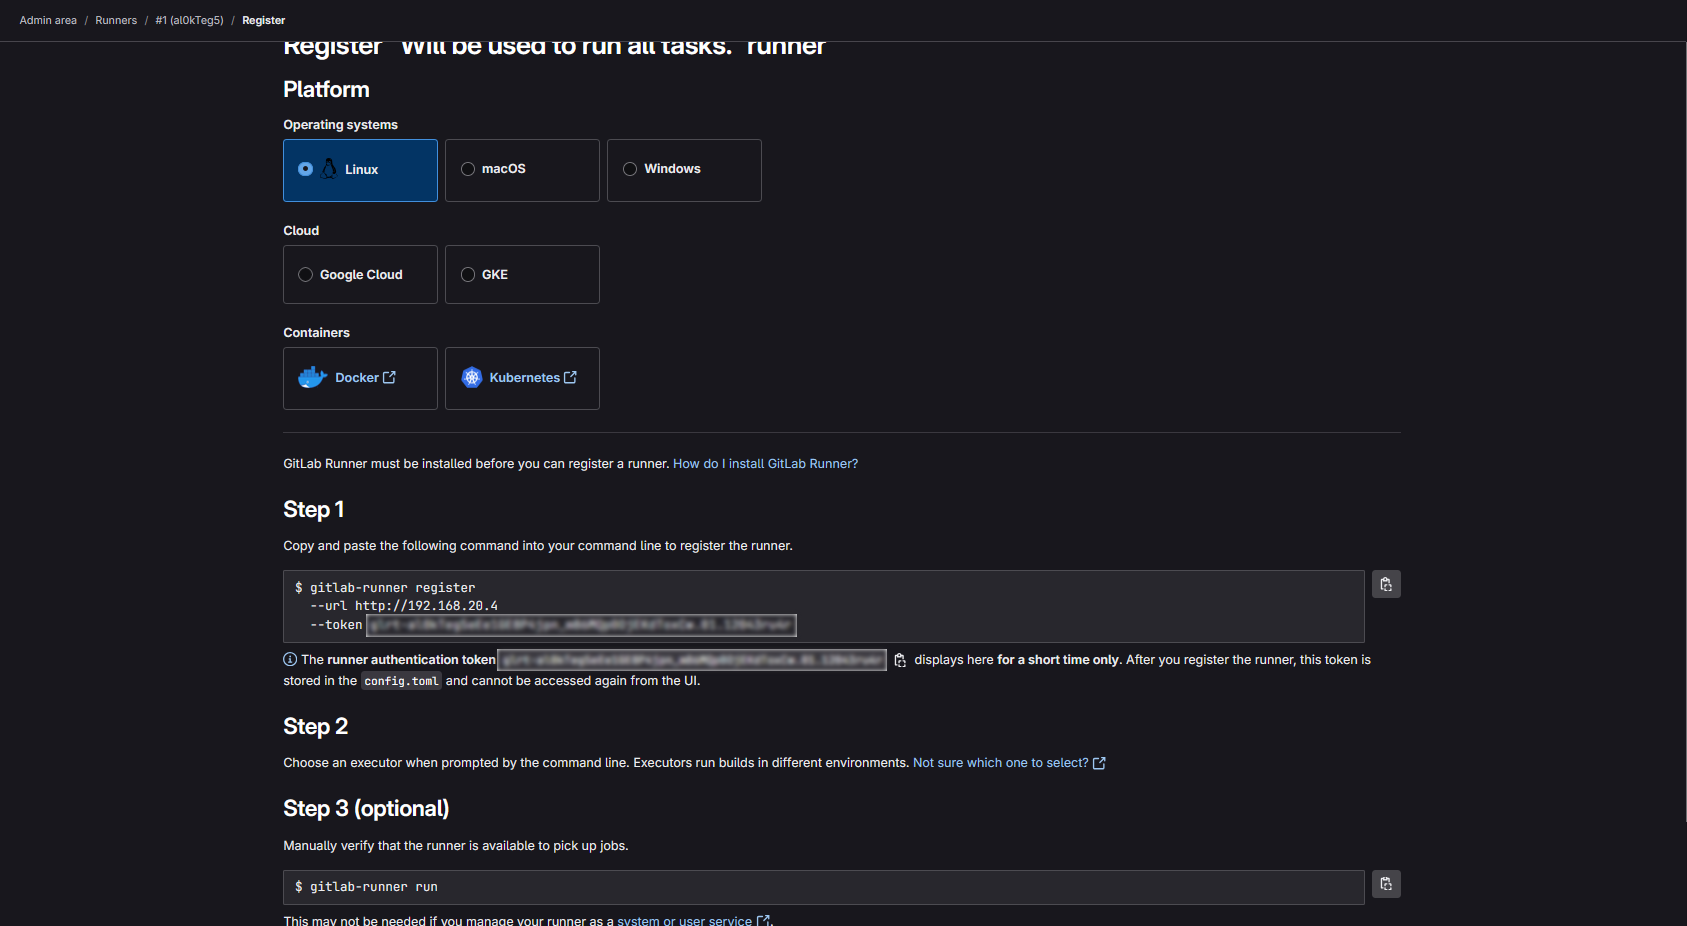 Admin area / Runners / #1 (al0kTeg5) / Register
Register "Will be used to run all tasks." runner
Platform
Operating systems
Linux
macOS
Windows
Cloud
Google Cloud
GKE
Containers
Docker
Kubernetes
GitLab Runner must be installed before you can register a runner. How do I install GitLab Runner?
Step 1
Copy and paste the following command into your command line to register the runner.
$ gitlab-runner register
--url http://192.168.20.4
--token
The runner authentication token displays here for a short time only. After you register the runner, this token is
stored in the config.toml and cannot be accessed again from the UI.
Step 2
Choose an executor when prompted by the command line. Executors run builds in different environments. Not sure which one to select?
Step 3 (optional)
Manually verify that the runner is available to pick up jobs.
$ gitlab-runner run
This may not be needed if you manage your runner as a system or user service.